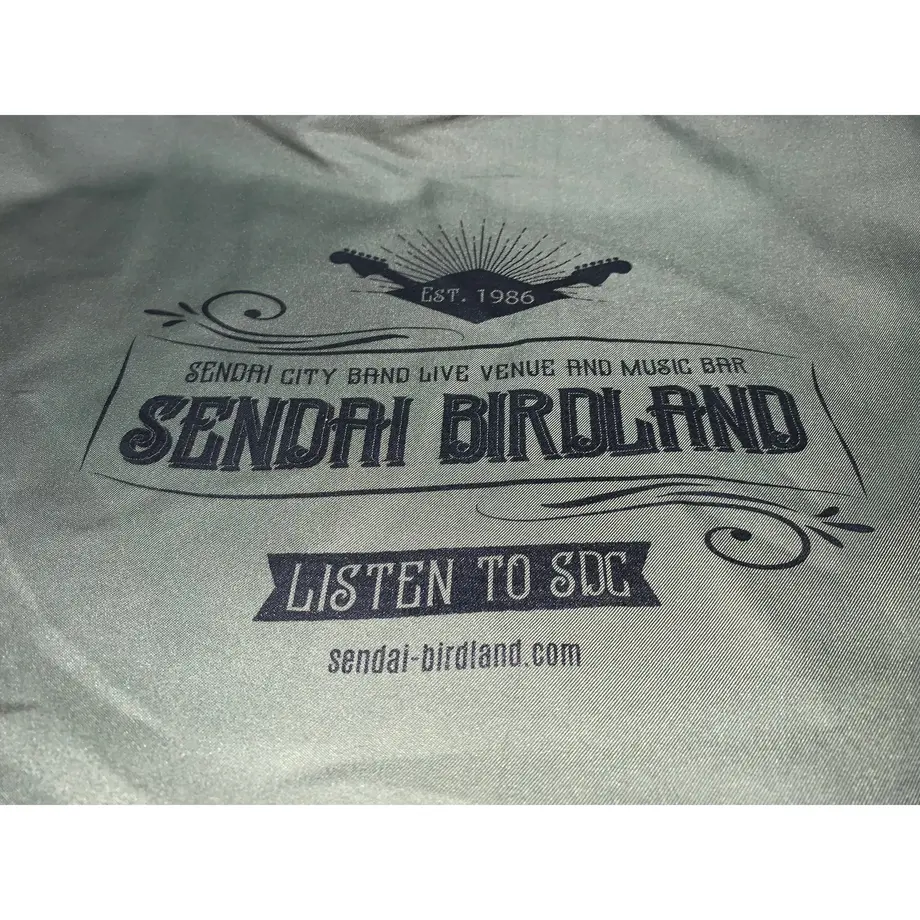 EST. 1986
SENDAI CITY BAND LIVE VENUE AND MUSIC BAR
SENDAI BIRDLAND
LISTEN TO SDC
sendai-birdland.com